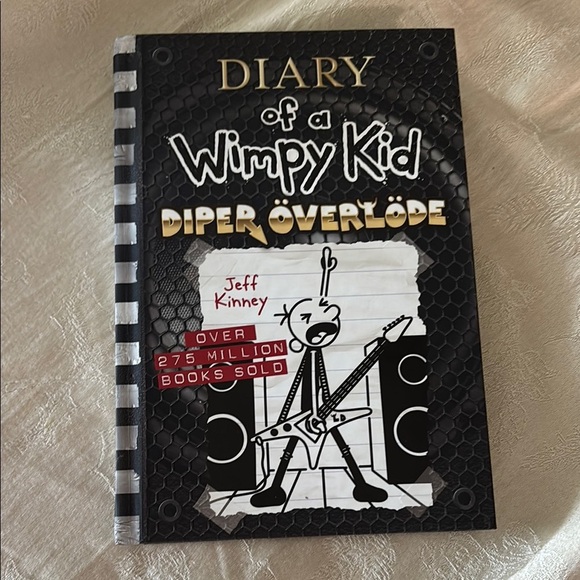 DIARY
of a
Wimpy Kid
DIPER ÖVERLÖDE
Jeff
Kinney
OVER
275 MILLION
BOOKS SOLD